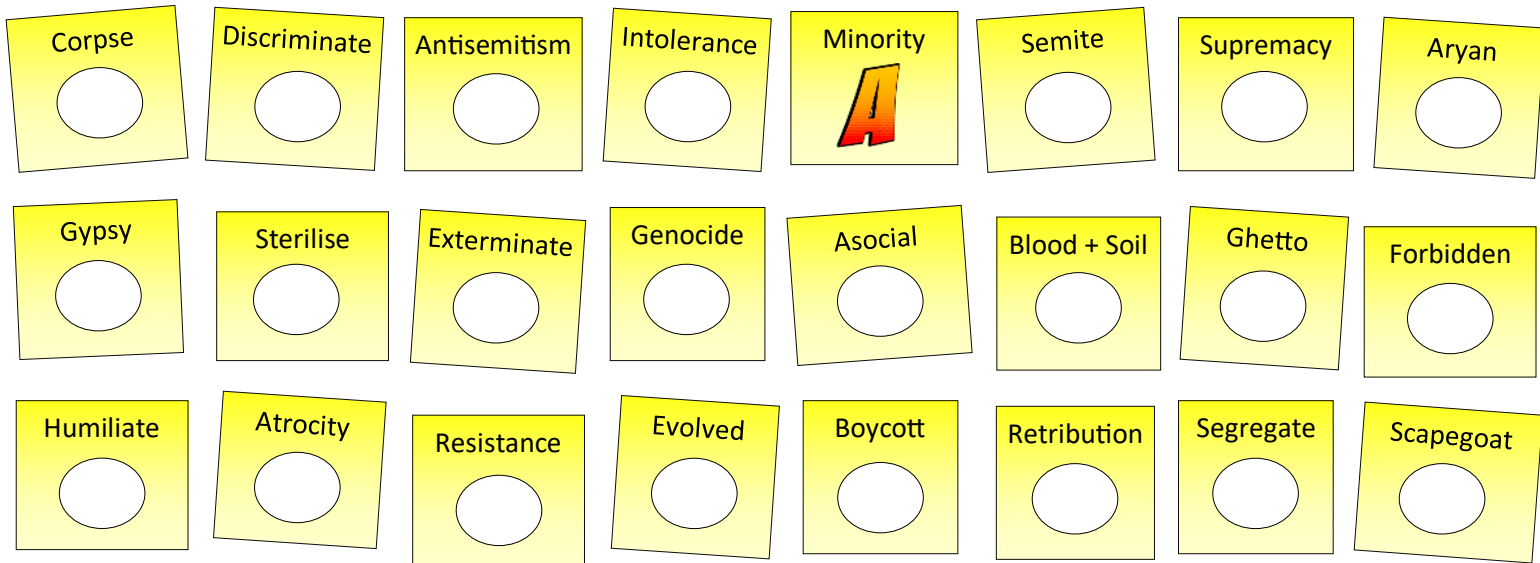 Corpse
Discriminate
Antisemitism
Intolerance
Minority
A
Semite
Supremacy
Aryan
Gypsy
Sterilise
Exterminate
Genocide
Asocial
Blood + Soil
Ghetto
Forbidden
Humiliate
Atrocity
Resistance
Evolved
Boycott
Retribution
Segregate
Scapegoat